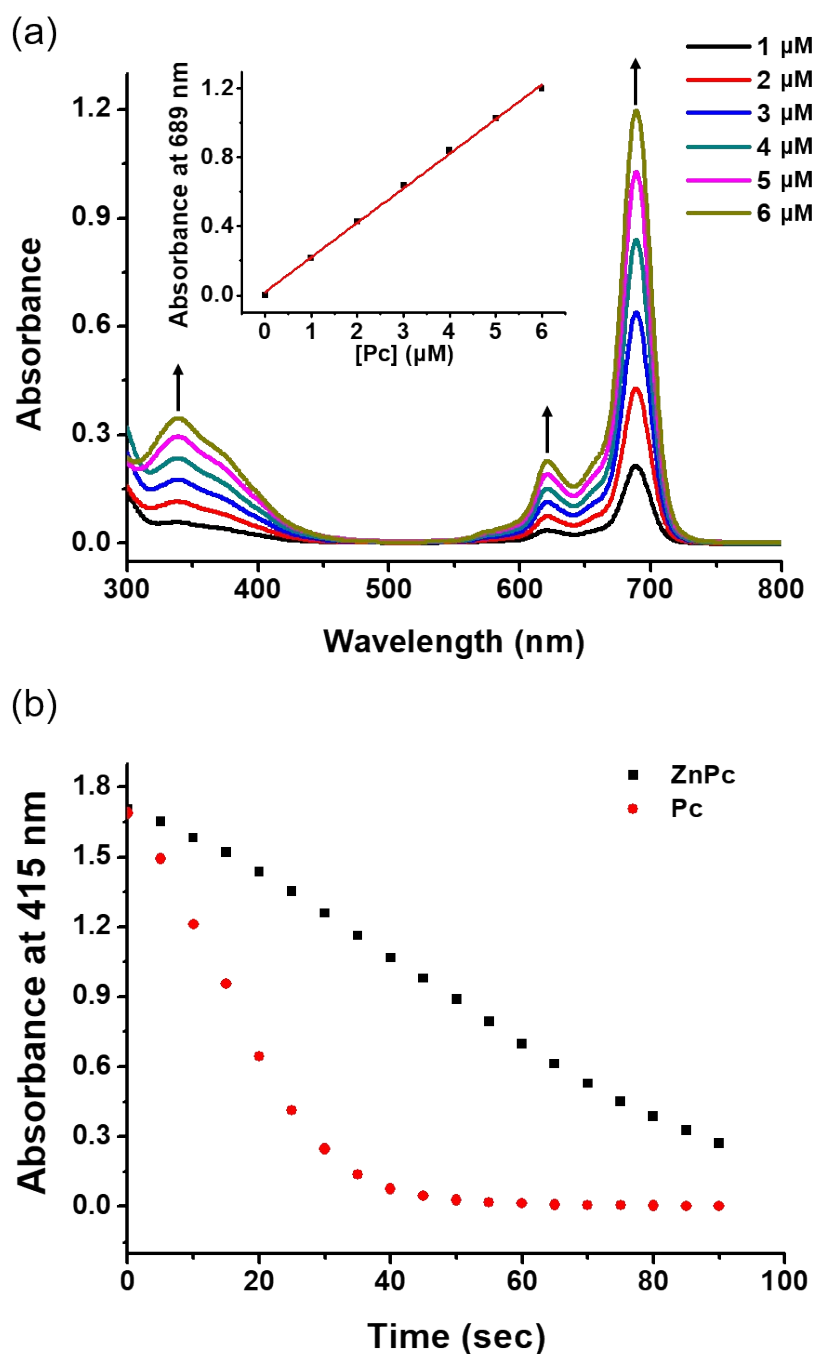 (a)
1 µM
2 µM
3 µM
4 µM
5 µM
6 µM
Absorbance at 689 nm
1.2
0.8
0.4
0.0
0 1 2 3 4 5 6
[Pc] (µM)
Absorbance
1.2
0.9
0.6
0.3
0.0
300 400 500 600 700 800
Wavelength (nm)
(b)
ZnPc
Pc
Absorbance at 415 nm
1.8
1.5
1.2
0.9
0.6
0.3
0.0
0 20 40 60 80 100
Time (sec)